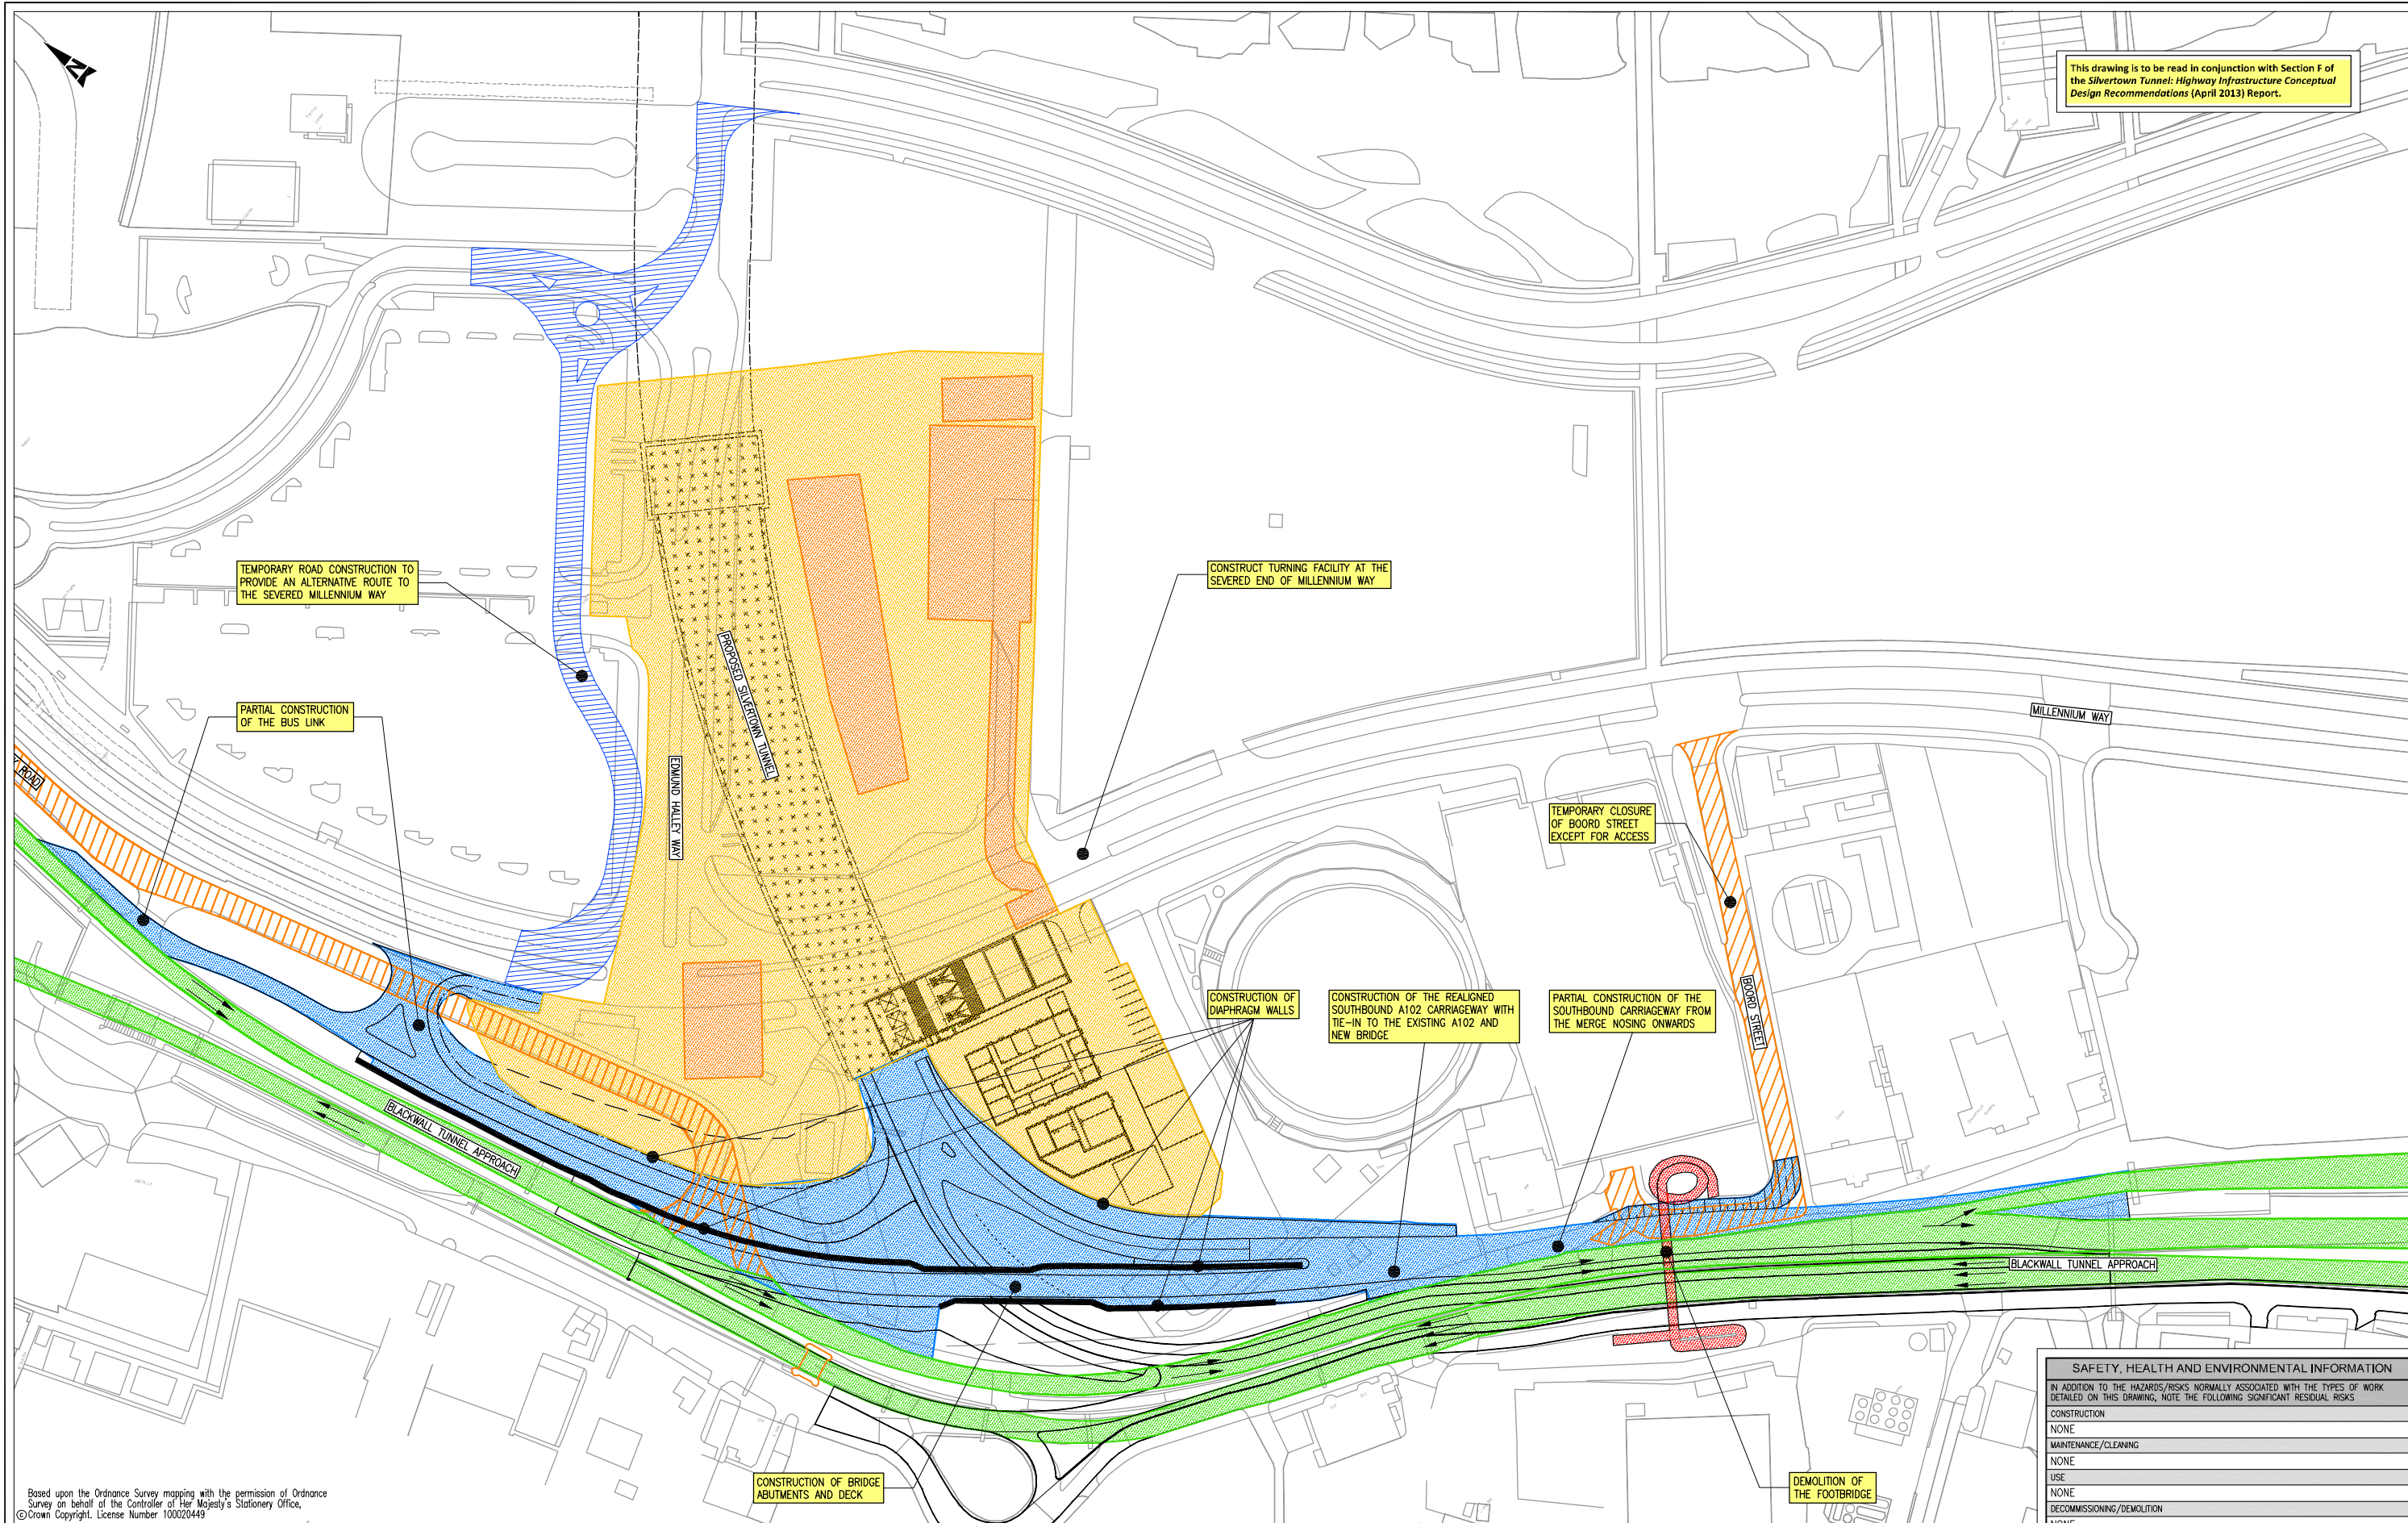 N
This drawing is to be read in conjunction with Section F of
the Silvertown Tunnel: Highway Infrastructure Conceptual
Design Recommendations (April 2013) Report.
TEMPORARY ROAD CONSTRUCTION TO
PROVIDE AN ALTERNATIVE ROUTE TO
THE SEVERED MILLENNIUM WAY
CONSTRUCT TURNING FACILITY AT THE
SEVERED END OF MILLENNIUM WAY
PROPOSED SILVERTOWN TUNNEL
PARTIAL CONSTRUCTION
OF THE BUS LINK
MILLENNIUM WAY
ROAD
EDMUND HALLEY WAY
TEMPORARY CLOSURE
OF BOORD STREET
EXCEPT FOR ACCESS
BOORD STREET
CONSTRUCTION OF
DIAPHRAGM WALLS
CONSTRUCTION OF THE REALIGNED
SOUTHBOUND A102 CARRIAGEWAY WITH
TIE-IN TO THE EXISTING A102 AND
NEW BRIDGE
PARTIAL CONSTRUCTION OF THE
SOUTHBOUND CARRIAGEWAY FROM
THE MERGE NOSING ONWARDS
BLACKWALL TUNNEL APPROACH
BLACKWALL TUNNEL APPROACH
CONSTRUCTION OF BRIDGE
ABUTMENTS AND DECK
DEMOLITION OF
THE FOOTBRIDGE
SAFETY, HEALTH AND ENVIRONMENTAL INFORMATION
IN ADDITION TO THE HAZARDS/RISKS NORMALLY ASSOCIATED WITH THE TYPES OF WORK
DETAILED ON THIS DRAWING, NOTE THE FOLLOWING SIGNIFICANT RESIDUAL RISKS
CONSTRUCTION
NONE
MAINTENANCE/CLEANING
NONE
USE
NONE
DECOMMISSIONING/DEMOLITION
NONE
Based upon the Ordnance Survey mapping with the permission of Ordnance
Survey on behalf of the Controller of Her Majesty's Stationery Office,
© Crown Copyright. License Number 100020449